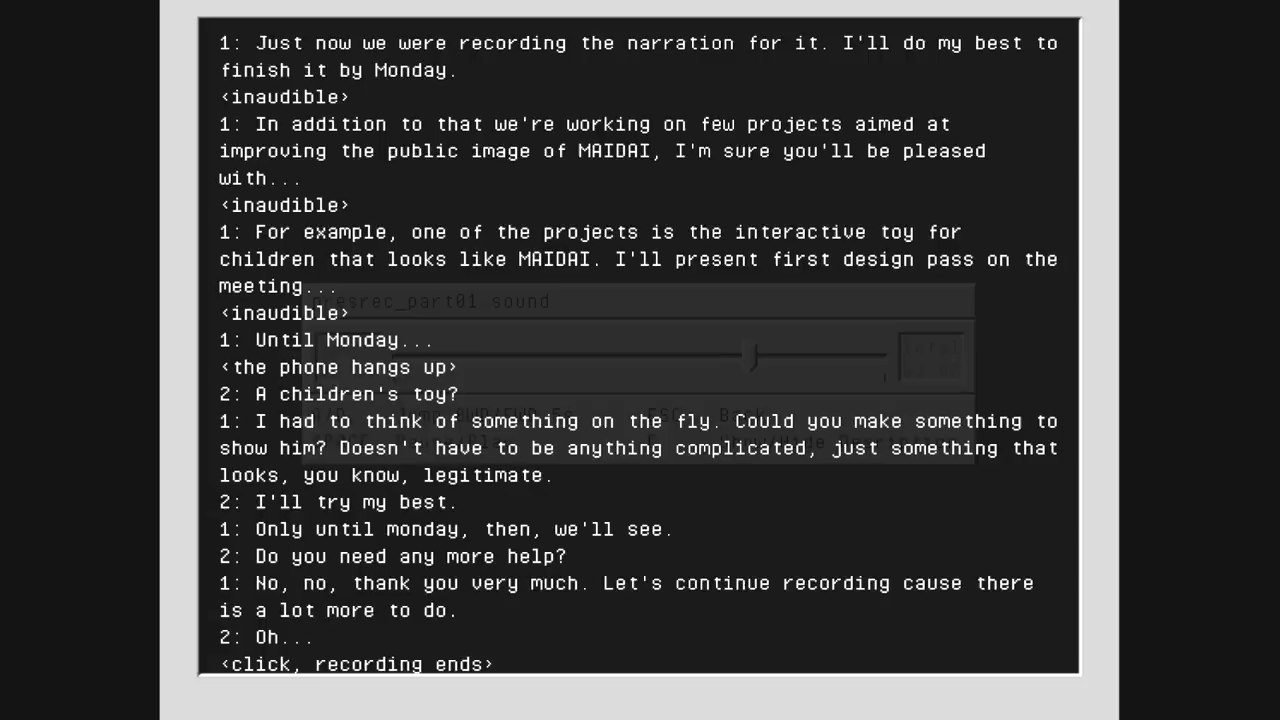 1: Just now we were recording the narration for it. I'll do my best to
finish it by Monday.
<inaudible>
1: In addition to that we're working on few projects aimed at
improving the public image of MAIDAI, I'm sure you'll be pleased
with...
<inaudible>
1: For example, one of the projects is the interactive toy for
children that looks like MAIDAI. I'll present first design pass on the
meeting...
presrec_part01.sound
<inaudible>
1: Until Monday...
<the phone hangs up>
2: A children's toy?
1: I had to think of something on the fly. Could you make something to
show him? Doesn't have to be anything complicated, just something that
looks, you know, legitimate.
2: I'll try my best.
1: Only until monday, then, we'll see.
2: Do you need any more help?
1: No, no, thank you very much. Let's continue recording cause there
is a lot more to do.
2: Oh...
<click, recording ends>